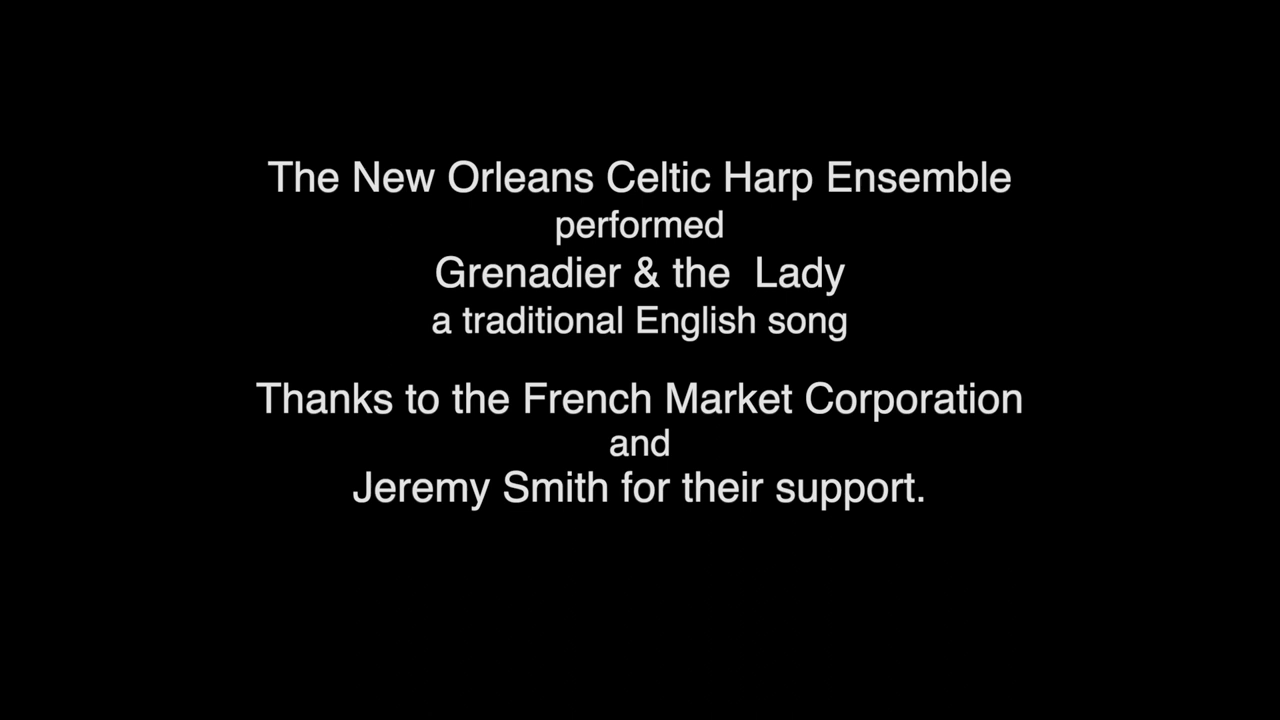 The New Orleans Celtic Harp Ensemble
performed
Grenadier & the  Lady
a traditional English song
Thanks to the French Market Corporation
and
Jeremy Smith for their support.